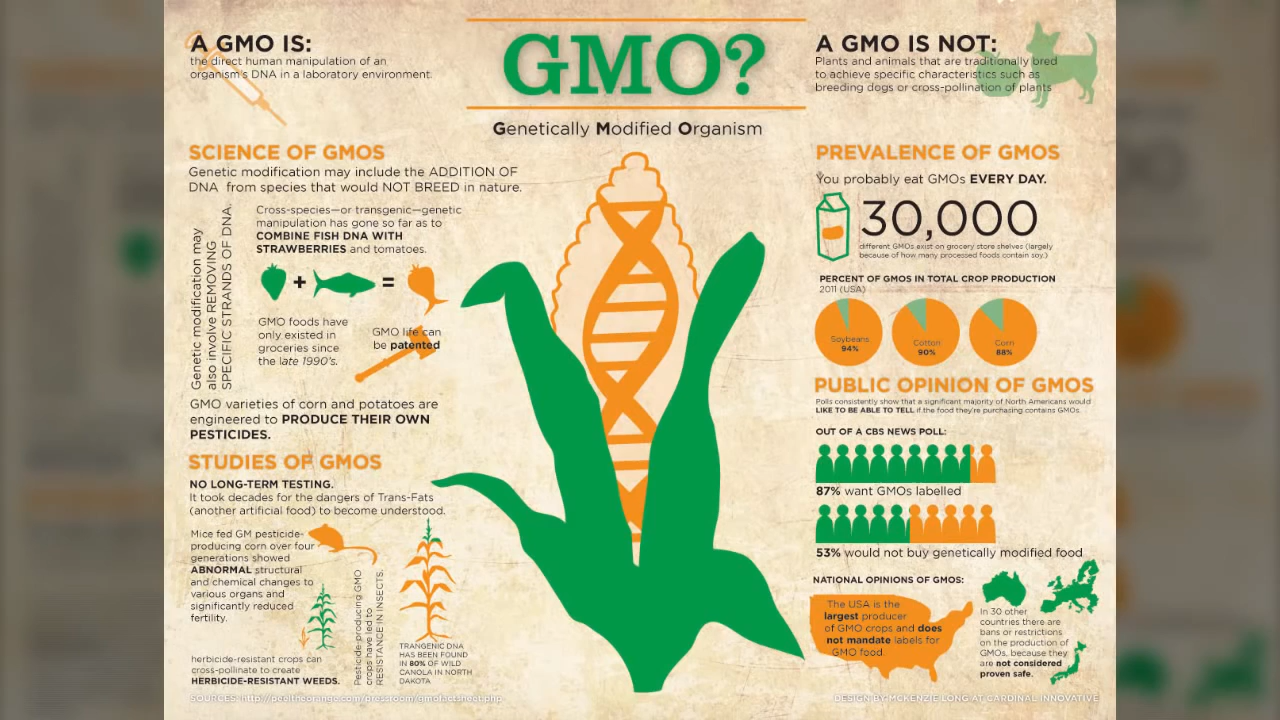 A GMO IS:
the direct human manipulation of an
organism's DNA in a laboratory environment.
GMO?
Genetically Modified Organism
A GMO IS NOT:
Plants and animals that are traditionally bred
to achieve specific characteristics such as
breeding dogs or cross-pollination of plants
SCIENCE OF GMOS
Genetic modification may include the ADDITION OF
DNA from species that would NOT BREED in nature.
Genetic modification may
also involve REMOVING
SPECIFIC STRANDS OF DNA.
Cross-species—or transgenic—genetic
manipulation has gone so far as to
COMBINE FISH DNA WITH
STRAWBERRIES and tomatoes.
+ =
GMO foods have
only existed in
groceries since
the late 1990's.
GMO life can
be patented
GMO varieties of corn and potatoes are
engineered to PRODUCE THEIR OWN
PESTICIDES.
STUDIES OF GMOS
NO LONG-TERM TESTING.
It took decades for the dangers of Trans-Fats
(another artificial food) to become understood.
Mice fed GM pesticide-
producing corn over four
generations showed
ABNORMAL structural
and chemical changes to
various organs and
significantly reduced
fertility.
herbicide-resistant crops can
cross-pollinate to create
HERBICIDE-RESISTANT WEEDS.
Pesticide-producing GMO
crops have led to
RESISTANCE IN INSECTS.
TRANGENIC DNA
HAS BEEN FOUND
IN 80% OF WILD
CANOLA IN NORTH
DAKOTA
PREVALENCE OF GMOS
You probably eat GMOs EVERY DAY.
30,000
different GMOs exist on grocery store shelves (largely
because of how many processed foods contain soy.)
PERCENT OF GMOS IN TOTAL CROP PRODUCTION
2011 (USA)
Soybeans
94%
Cotton
90%
Corn
88%
PUBLIC OPINION OF GMOS
Polls consistently show that a significant majority of North Americans would
LIKE TO BE ABLE TO TELL if the food they're purchasing contains GMOs.
OUT OF A CBS NEWS POLL:
87% want GMOs labelled
53% would not buy genetically modified food
NATIONAL OPINIONS OF GMOS:
The USA is the
largest producer
of GMO crops and does
not mandate labels for
GMO food.
In 30 other
countries there are
bans or restrictions
on the production of
GMOs, because they
are not considered
proven safe.
SOURCES: http://peeltheorange.com/pressroom/gmofactsheet.php
DESIGN BY MCKENZIE LONG AT CARDINAL INNOVATIVE